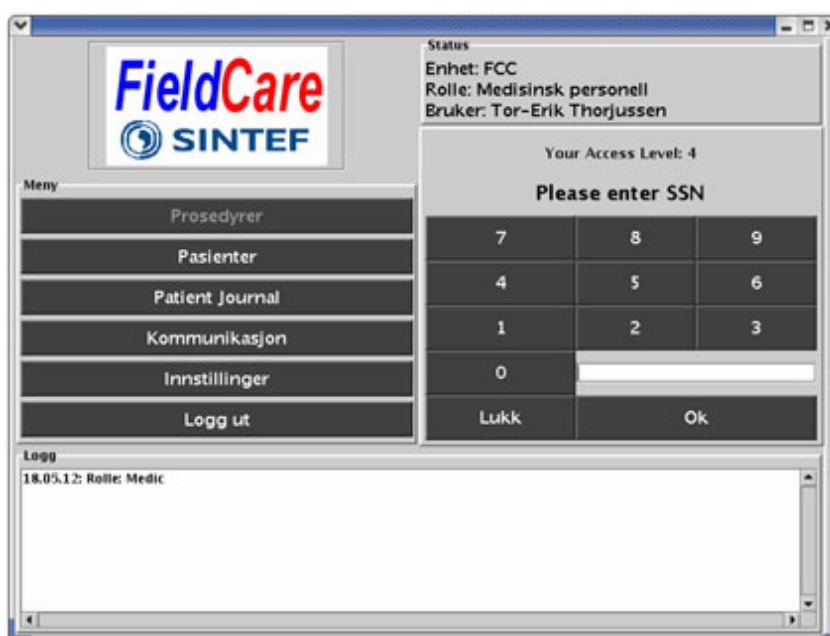 FieldCare
SINTEF
Status
Enhet: FCC
Rolle: Medisinsk personell
Bruker: Tor-Erik Thorjussen
Meny
Prosedyrer
Pasienter
Patient Journal
Kommunikasjon
Innstillinger
Logg ut
Your Access Level: 4
Please enter SSN
7 8 9
4 5 6
1 2 3
0
Lukk Ok
Logg
18.05.12: Rolle: Medic